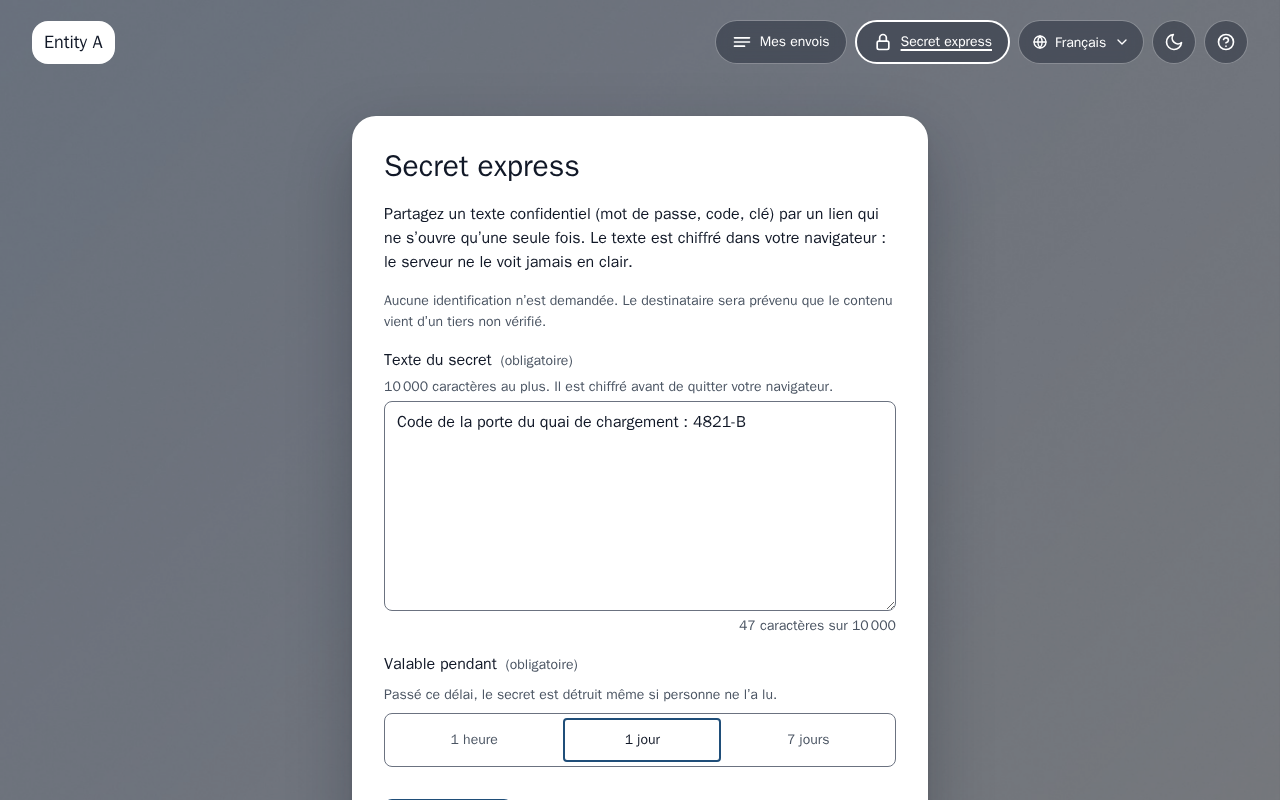 Entity A
Mes envois
Secret express
Français
Secret express
Partagez un texte confidentiel (mot de passe, code, clé) par un lien qui
ne s’ouvre qu’une seule fois. Le texte est chiffré dans votre navigateur :
le serveur ne le voit jamais en clair.
Aucune identification n’est demandée. Le destinataire sera prévenu que le contenu
vient d’un tiers non vérifié.
Texte du secret (obligatoire)
10 000 caractères au plus. Il est chiffré avant de quitter votre navigateur.
Code de la porte du quai de chargement : 4821-B
47 caractères sur 10 000
Valable pendant (obligatoire)
Passé ce délai, le secret est détruit même si personne ne l’a lu.
1 heure
1 jour
7 jours